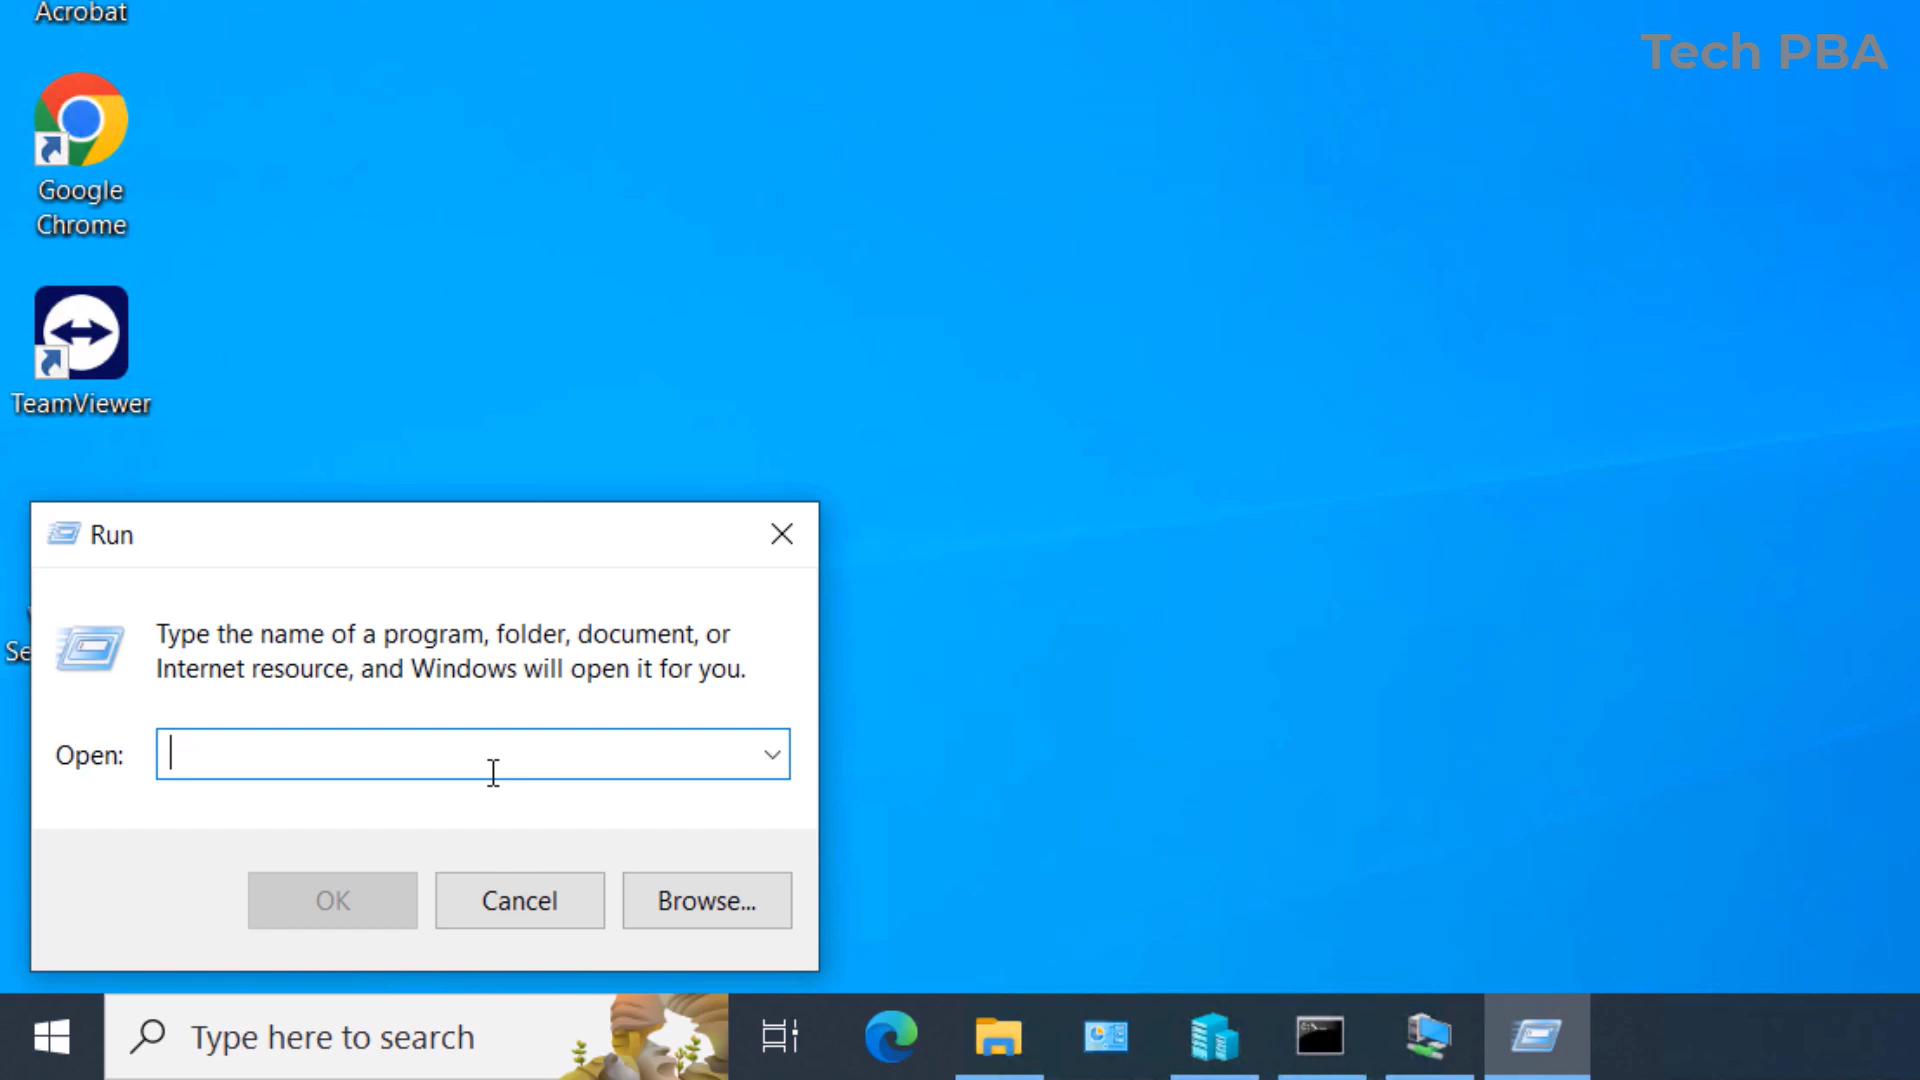 Acrobat
Tech PBA
Google
Chrome
TeamViewer
Se
Run
Type the name of a program, folder, document, or
Internet resource, and Windows will open it for you.
Open:
OK
Cancel
Browse...
Type here to search